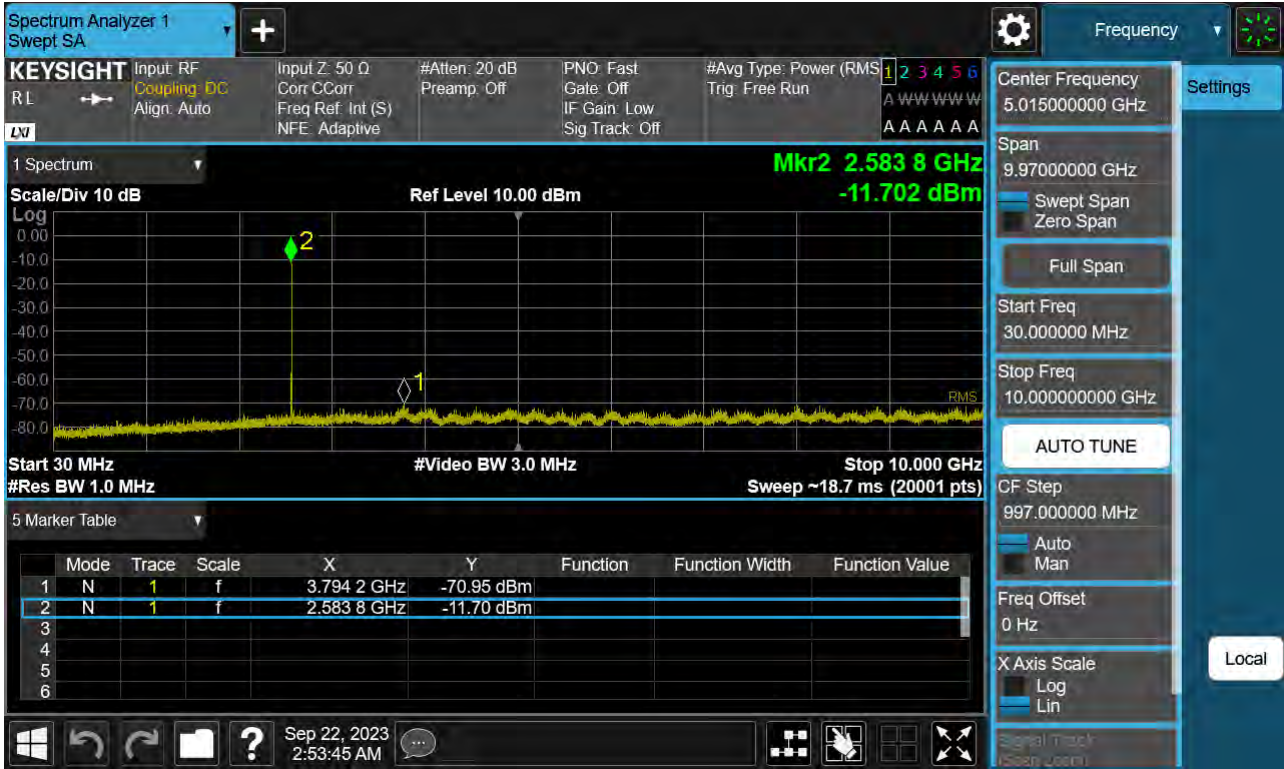 Spectrum Analyzer 1
Swept SA
Frequency
KEYSIGHT
R L
LXI
Input: RF
Coupling: DC
Align: Auto
Input Z: 50 Ω
Corr CCorr
Freq Ref: Int (S)
NFE: Adaptive
#Atten: 20 dB
Preamp: Off
PNO: Fast
Gate: Off
IF Gain: Low
Sig Track: Off
#Avg Type: Power (RMS
Trig: Free Run
1 2 3 4 5 6
A W W W W W
A A A A A A
1 Spectrum
Mkr2 2.583 8 GHz
-11.702 dBm
Scale/Div 10 dB
Ref Level 10.00 dBm
Log
0.00
-10.0
-20.0
-30.0
-40.0
-50.0
-60.0
-70.0
-80.0
2
1
RMS
Start 30 MHz
#Video BW 3.0 MHz
Stop 10.000 GHz
#Res BW 1.0 MHz
Sweep ~18.7 ms (20001 pts)
5 Marker Table
Mode Trace Scale X Y Function Function Width Function Value
1 N 1 f 3.794 2 GHz -70.95 dBm
2 N 1 f 2.583 8 GHz -11.70 dBm
3
4
5
6
Sep 22, 2023
2:53:45 AM
?
Center Frequency
5.015000000 GHz
Span
9.97000000 GHz
Swept Span
Zero Span
Full Span
Start Freq
30.000000 MHz
Stop Freq
10.000000000 GHz
AUTO TUNE
CF Step
997.000000 MHz
Auto
Man
Freq Offset
0 Hz
X Axis Scale
Log
Lin
Signal Track
(Span Zoom)
Settings
Local